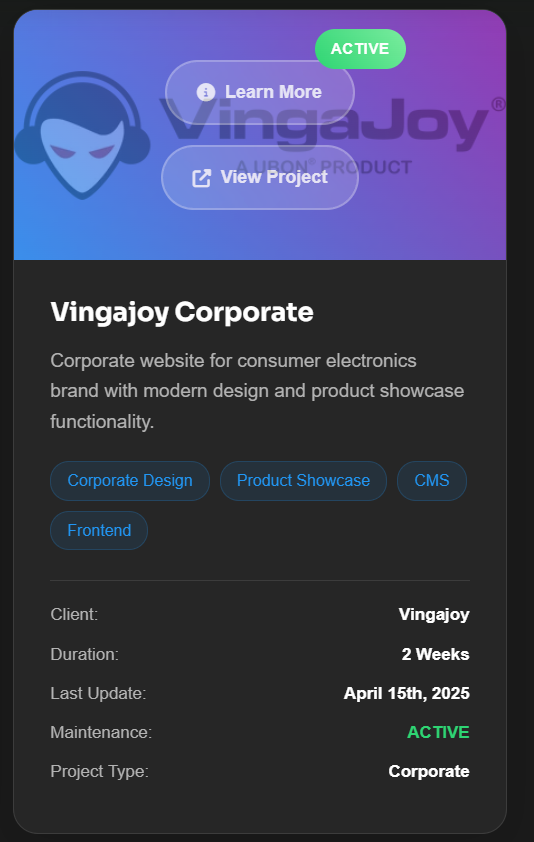 ACTIVE
Learn More
VingaJoy®
A UBON® PRODUCT
View Project
Vingajoy Corporate
Corporate website for consumer electronics
brand with modern design and product showcase
functionality.
Corporate Design Product Showcase CMS
Frontend
Client: Vingajoy
Duration: 2 Weeks
Last Update: April 15th, 2025
Maintenance: ACTIVE
Project Type: Corporate